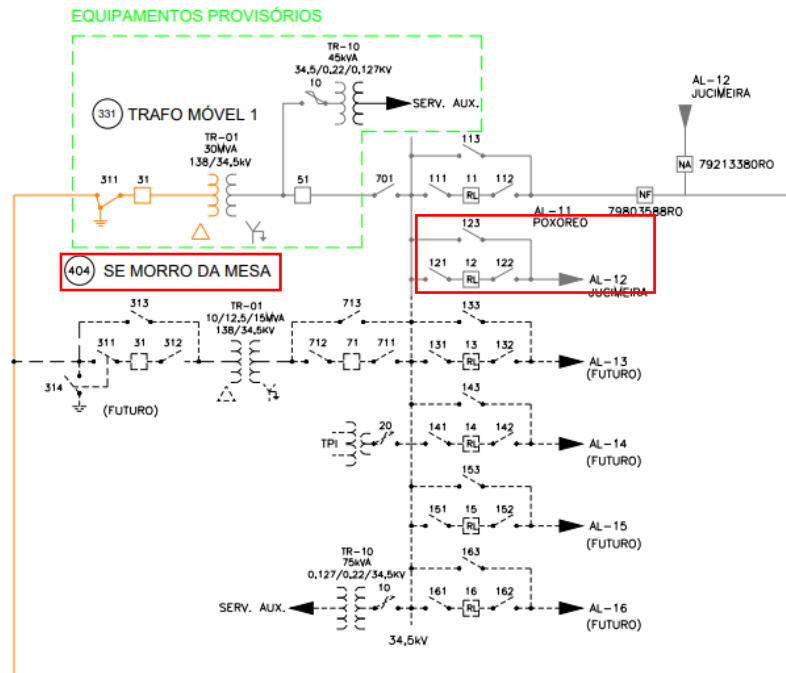 EQUIPAMENTOS PROVISÓRIOS
TR-10
45kVA
34.5/0.22/0.127KV
10
SERV. AUX.
AL-12
JUCIMEIRA
331 TRAFO MÓVEL 1
TR-01
30MVA
138/34.5kV
311 31
51 701
113
111 11 112
RL
NA 79213380RO
NF
79803588RO
AL-11
POXOREO
123
121 12 122
RL
AL-12
JUCIMEIRA
404 SE MORRO DA MESA
313
TR-01
10/12.5/15MVA
138/34.5kV
713
133
311 31 312
712 71 711
131 13 132
RL
AL-13
(FUTURO)
314
(FUTURO)
143
TPI
20
141 14 142
RL
AL-14
(FUTURO)
153
151 15 152
RL
AL-15
(FUTURO)
TR-10
75kVA
0.127/0.22/34.5KV
10
163
SERV. AUX.
161 16 162
RL
AL-16
(FUTURO)
34,5kV